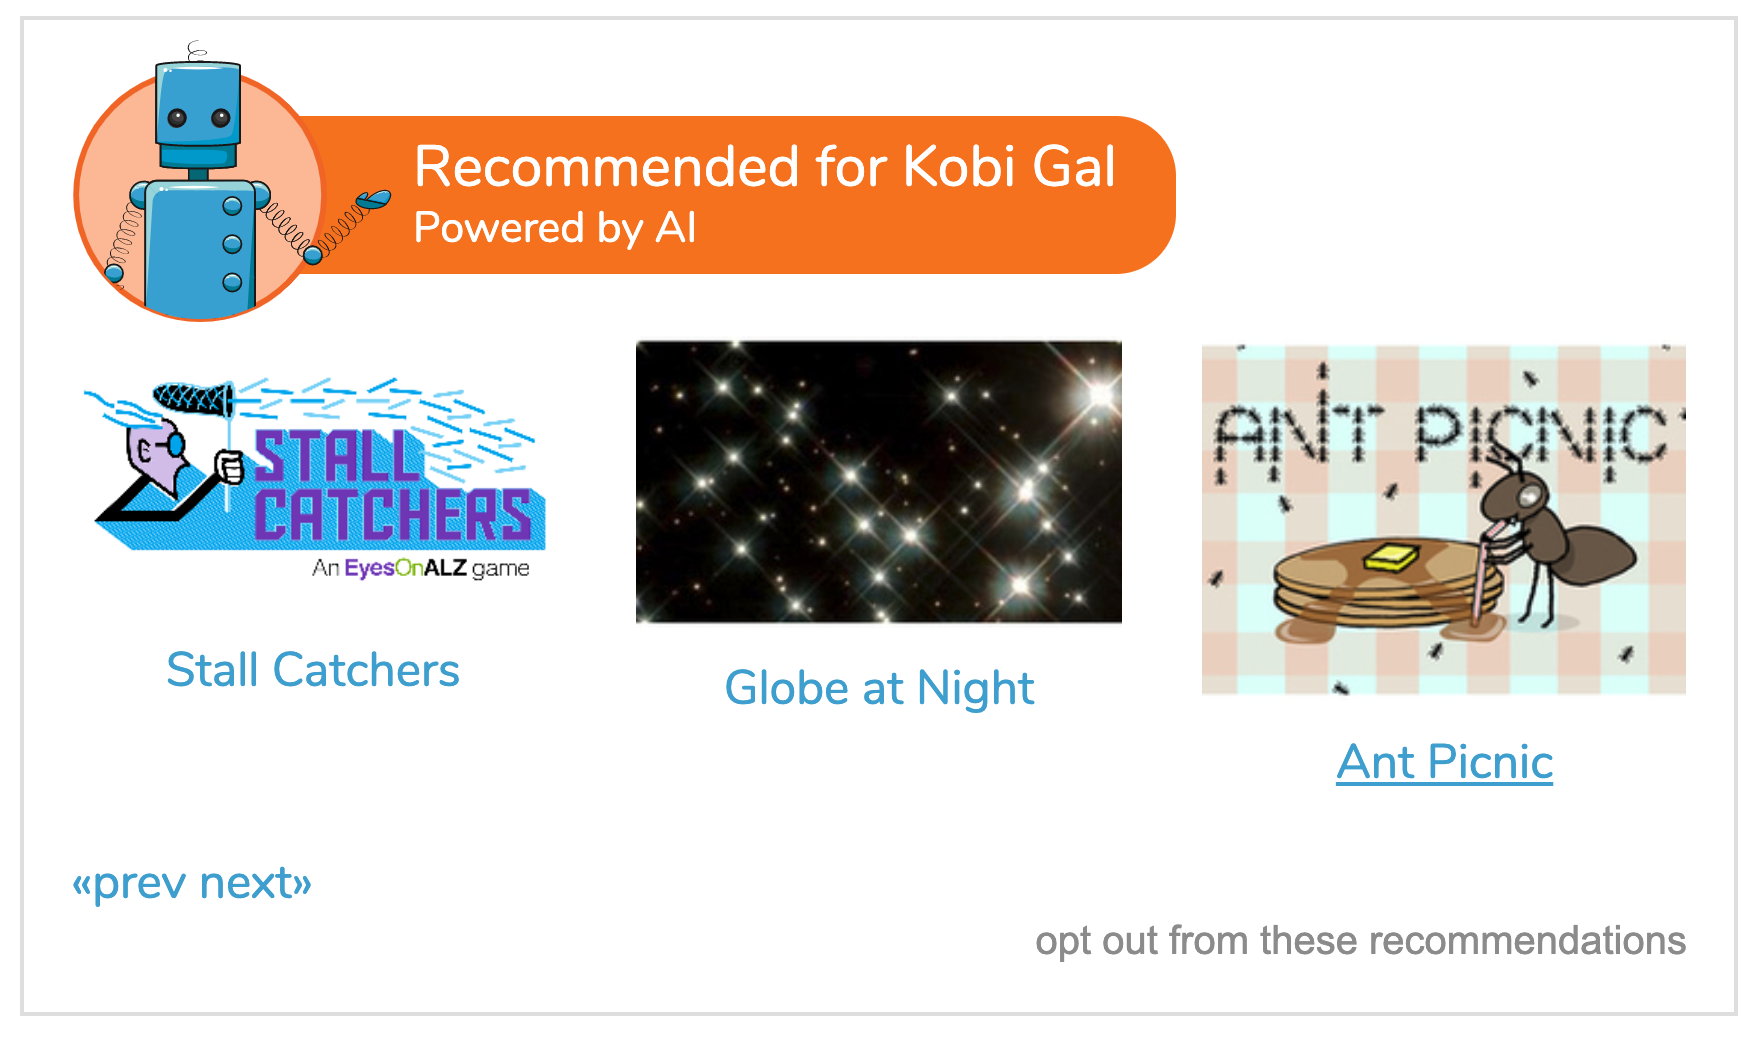 Recommended for Kobi Gal
Powered by AI
STALL
CATCHERS
An EyesOnALZ game
ANT PICNIC
Stall Catchers
Globe at Night
Ant Picnic
«prev next»
opt out from these recommendations